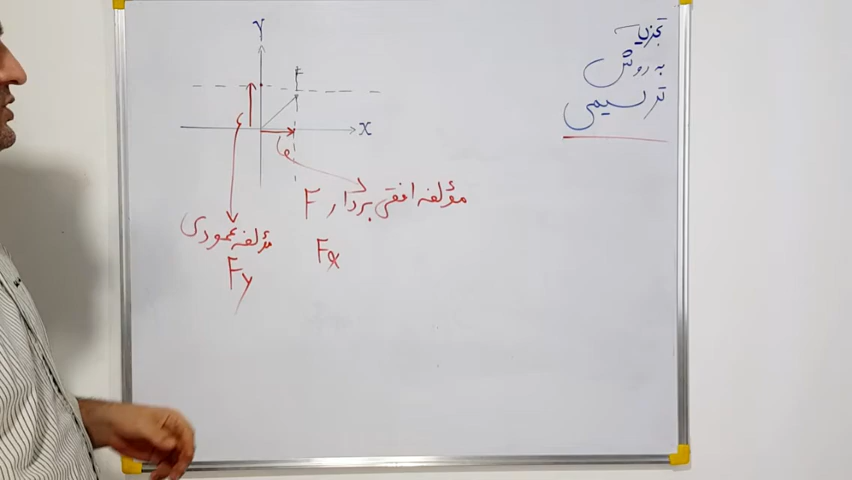 تجزیه
به روش
ترسیمی
Y
F
X
مؤلفه افقی بردار F
Fx
مؤلفه عمودی
Fy